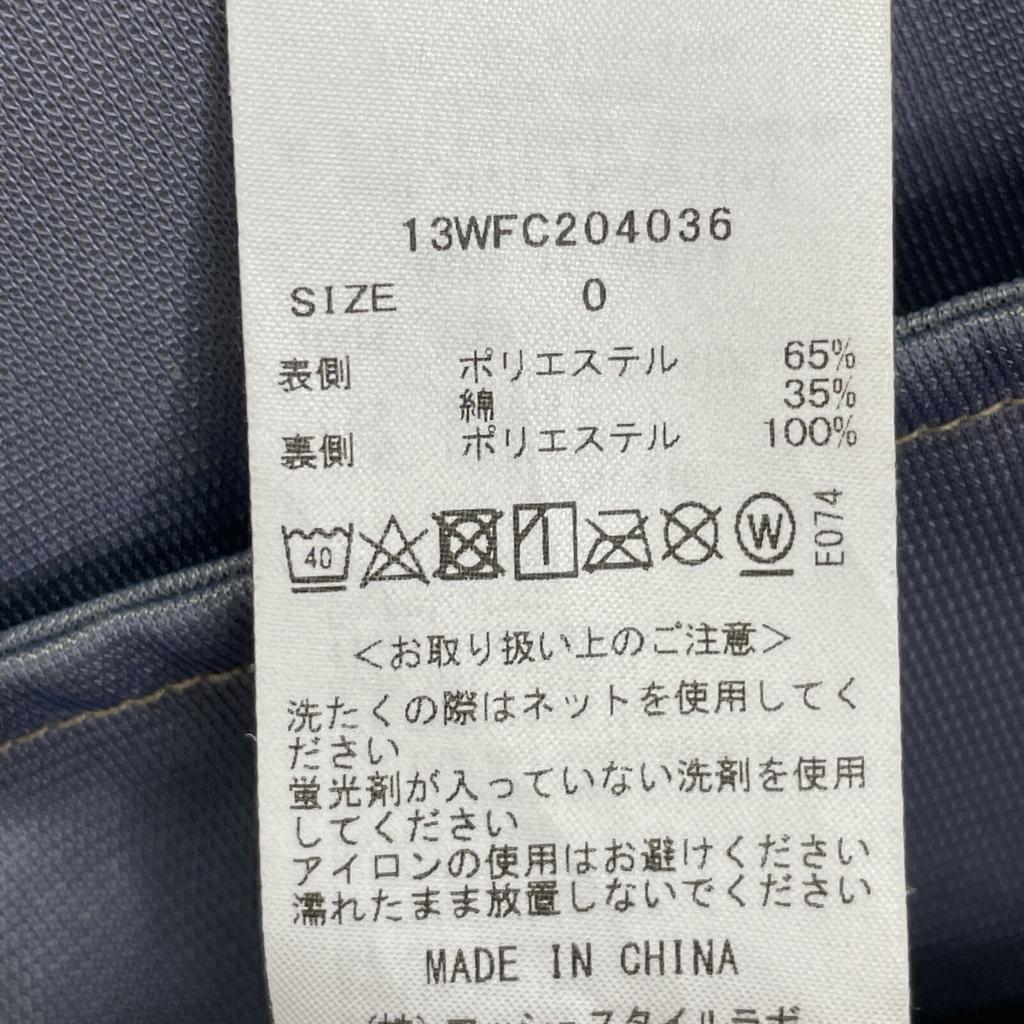 13WFC204036
SIZE 0
表側 ポリエステル 65%
綿 35%
裏側 ポリエステル 100%
40 W E074
<お取り扱い上のご注意>
洗たくの際はネットを使用してく
ださい
蛍光剤が入っていない洗剤を使用
してください
アイロンの使用はお避けください
濡れたまま放置しないでください
MADE IN CHINA